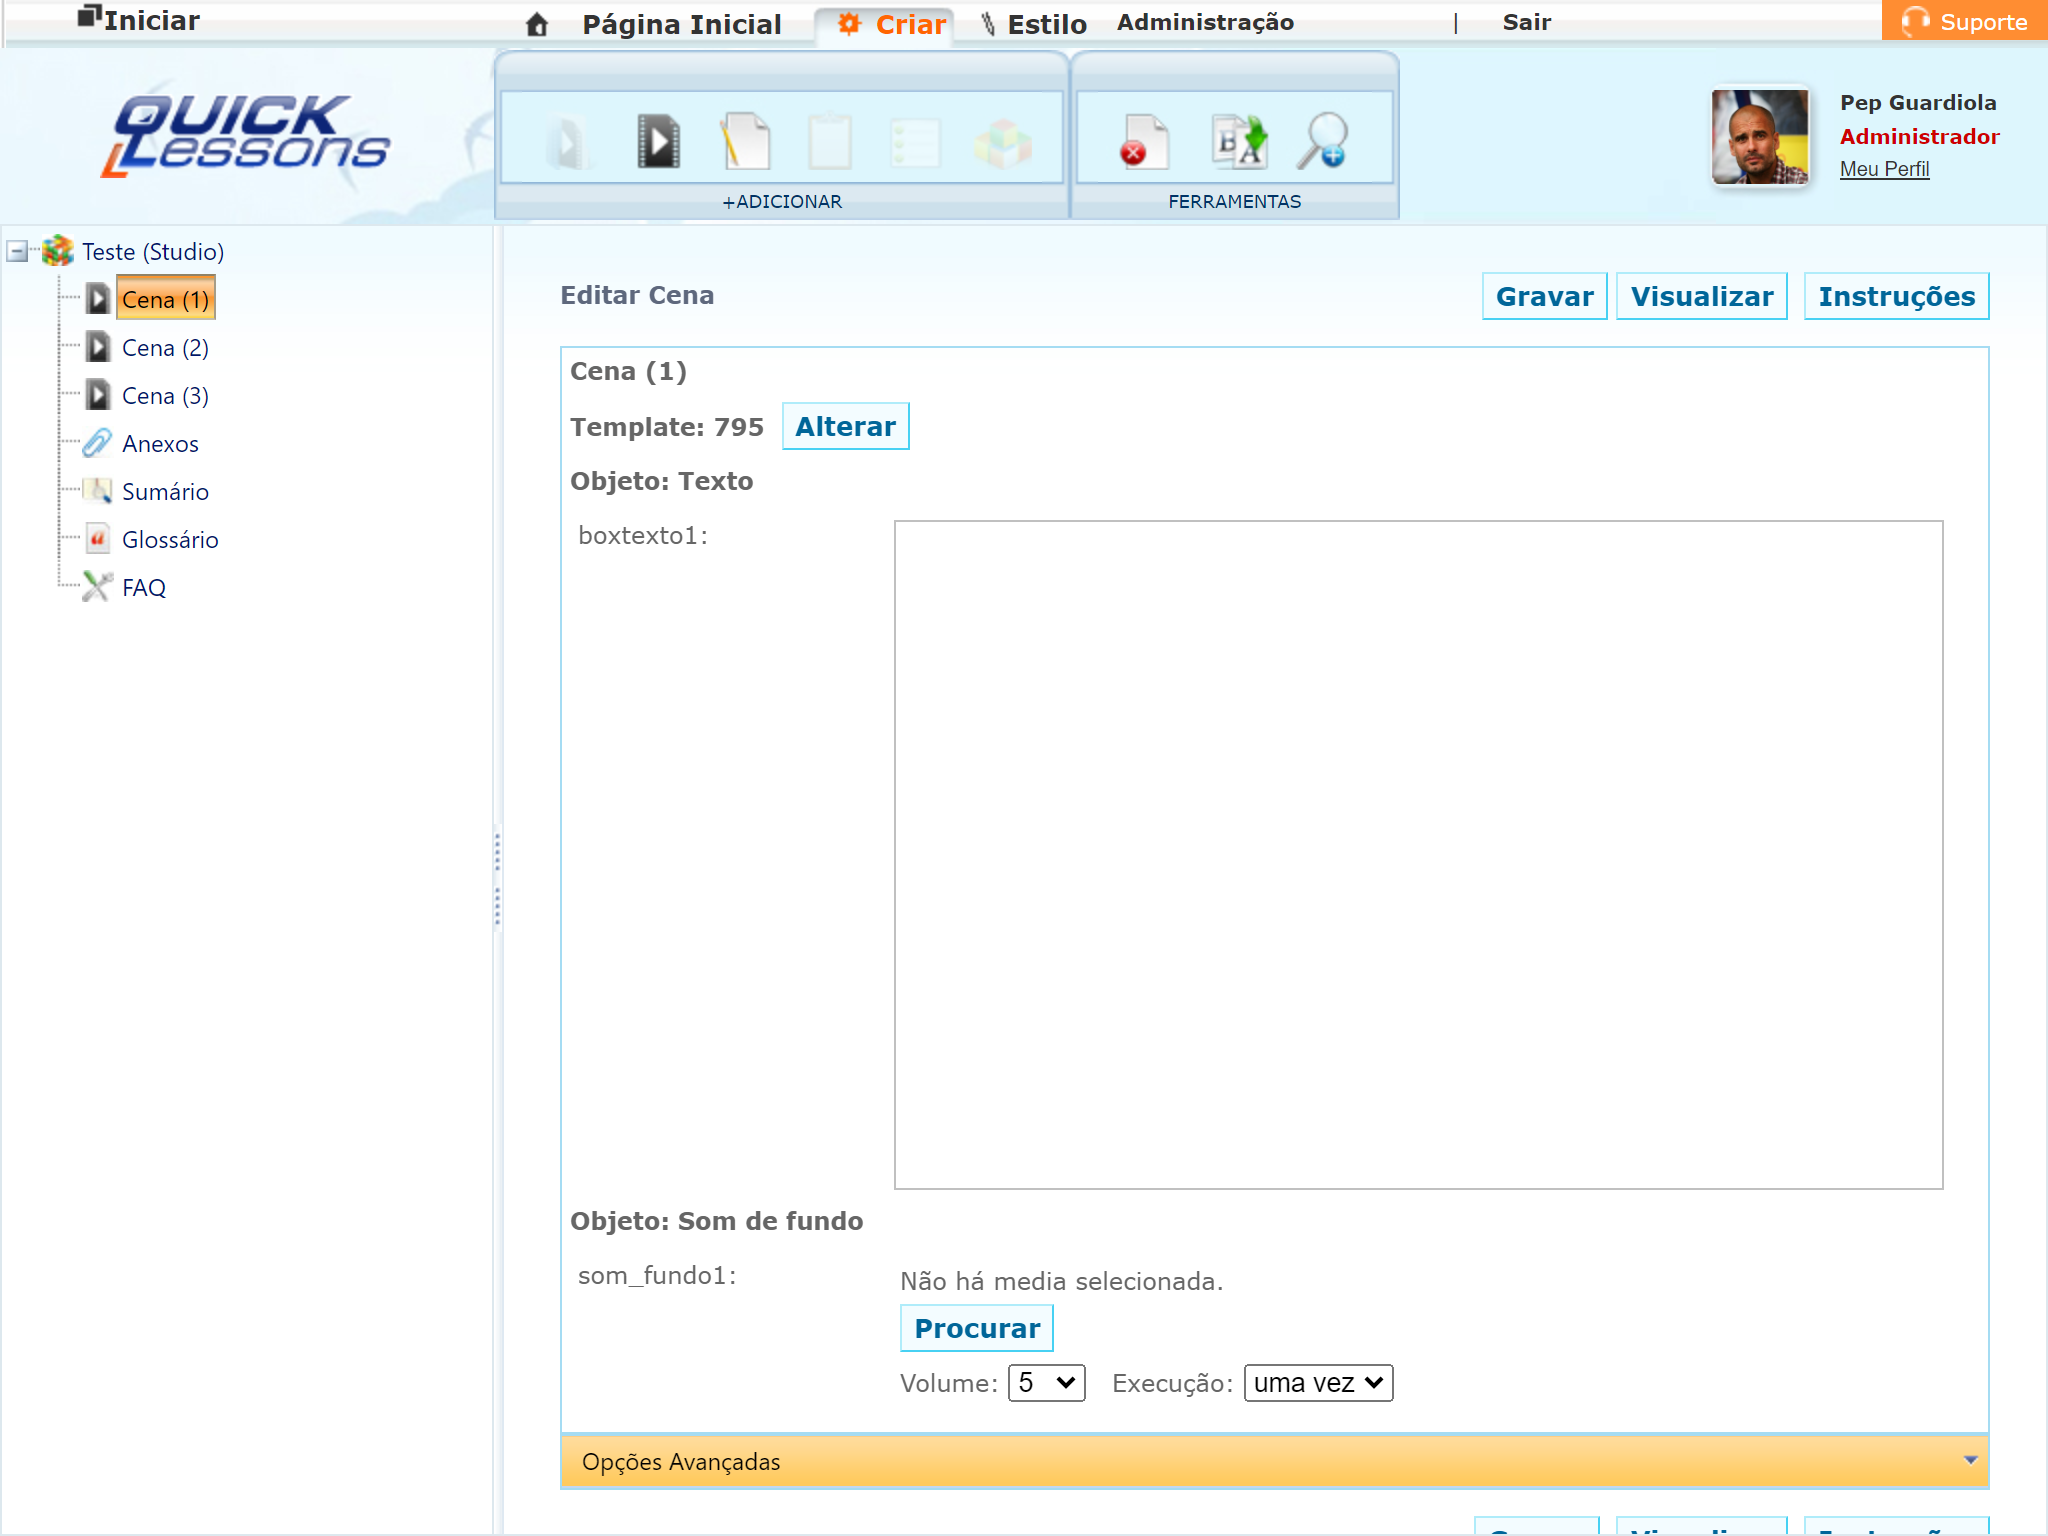 Iniciar
Página Inicial
Criar
Estilo
Administração
|
Sair
Suporte
QUICK
Lessons
+ADICIONAR
FERRAMENTAS
Pep Guardiola
Administrador
Meu Perfil
Teste (Studio)
Cena (1)
Cena (2)
Cena (3)
Anexos
Sumário
Glossário
FAQ
Editar Cena
Gravar
Visualizar
Instruções
Cena (1)
Template: 795
Alterar
Objeto: Texto
boxtexto1:
Objeto: Som de fundo
som_fundo1:
Não há media selecionada.
Procurar
Volume: 5
Execução: uma vez
Opções Avançadas